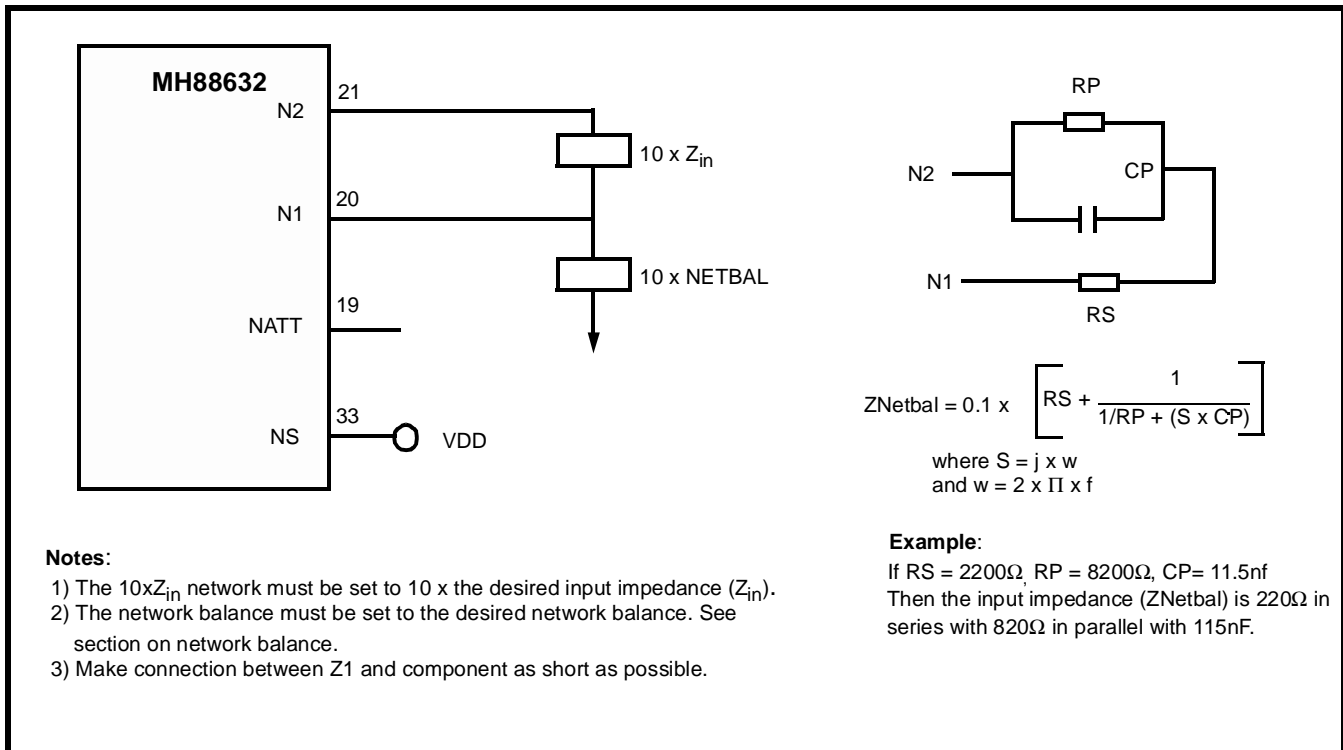 MH88632
N2
21
10 x Zin
N1
20
10 x NETBAL
NATT
19
NS
33
VDD
RP
N2
CP
N1
RS
ZNetbal = 0.1 x [RS + 1 / 1/RP + (S x CP)]
where S = j x w
and w = 2 x Π x f
Notes:
1) The 10xZin network must be set to 10 x the desired input impedance (Zin).
2) The network balance must be set to the desired network balance. See
section on network balance.
3) Make connection between Z1 and component as short as possible.
Example:
If RS = 2200Ω, RP = 8200Ω, CP= 11.5nf
Then the input impedance (ZNetbal) is 220Ω in
series with 820Ω in parallel with 115nF.